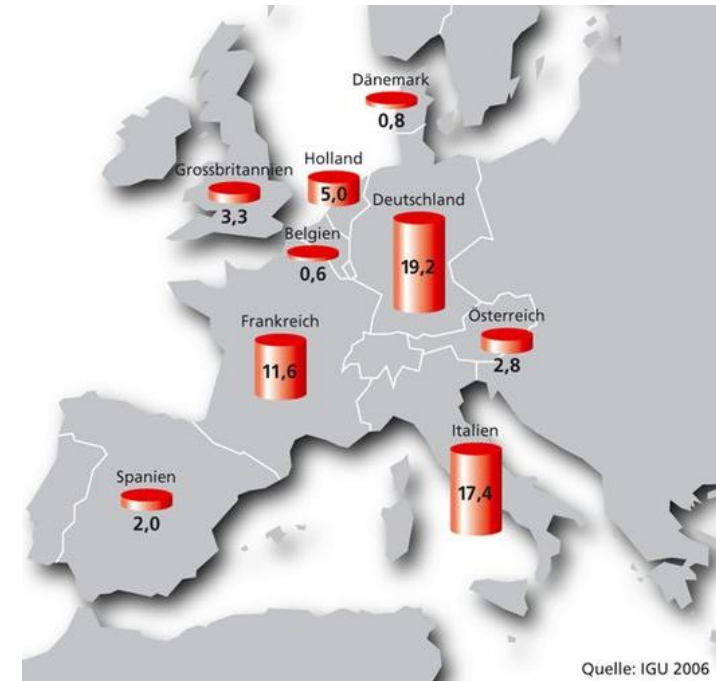 Dänemark
0,8
Holland
5,0
Grossbritannien
3,3
Deutschland
19,2
Belgien
0,6
Österreich
2,8
Frankreich
11,6
Italien
17,4
Spanien
2,0
Quelle: IGU 2006